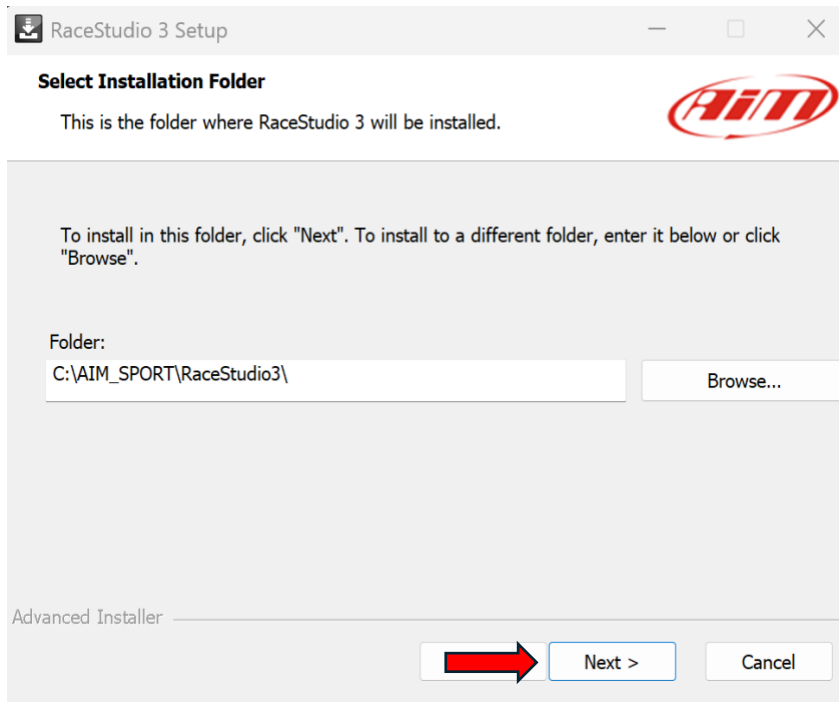 RaceStudio 3 Setup
Select Installation Folder
This is the folder where RaceStudio 3 will be installed.
AiM
To install in this folder, click "Next". To install to a different folder, enter it below or click
"Browse".
Folder:
C:\AIM_SPORT\RaceStudio3\
Browse...
Advanced Installer
Next >
Cancel